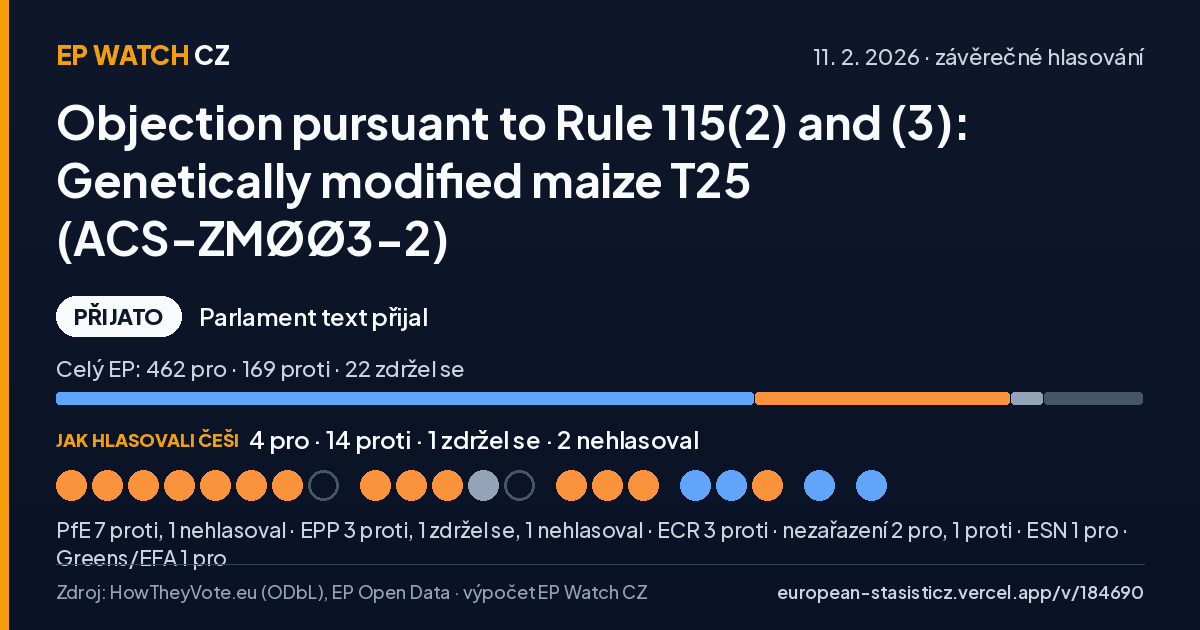 EP WATCH CZ
11. 2. 2026 · závěrečné hlasování
Objection pursuant to Rule 115(2) and (3):
Genetically modified maize T25
(ACS-ZMØØ3-2)
PŘIJATO Parlament text přijal
Celý EP: 462 pro · 169 proti · 22 zdržel se
JAK HLASOVALI ČEŠI 4 pro · 14 proti · 1 zdržel se · 2 nehlasoval
PfE 7 proti, 1 nehlasoval · EPP 3 proti, 1 zdržel se, 1 nehlasoval · ECR 3 proti · nezařazení 2 pro, 1 proti · ESN 1 pro ·
Greens/EFA 1 pro
Zdroj: HowTheyVote.eu (ODbL), EP Open Data · výpočet EP Watch CZ
european-stasisticz.vercel.app/v/184690